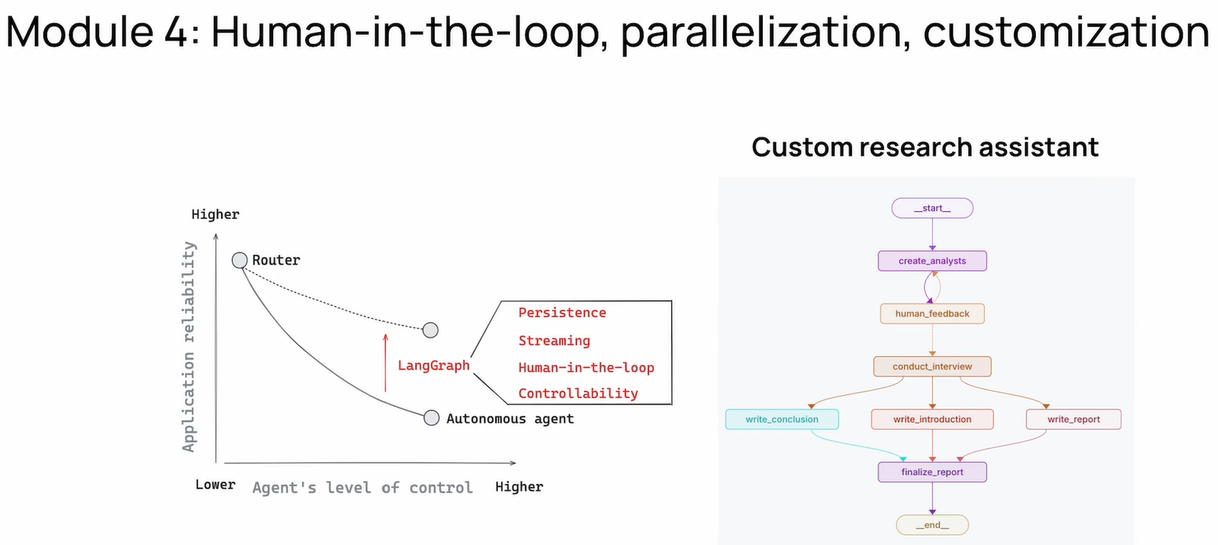 Module 4: Human-in-the-loop, parallelization, customization
Higher
Application reliability
Router
LangGraph
Persistence
Streaming
Human-in-the-loop
Controllability
Autonomous agent
Lower
Agent's level of control
Higher
Custom research assistant
__start__
create_analysts
human_feedback
conduct_interview
write_conclusion
write_introduction
write_report
finalize_report
__end__